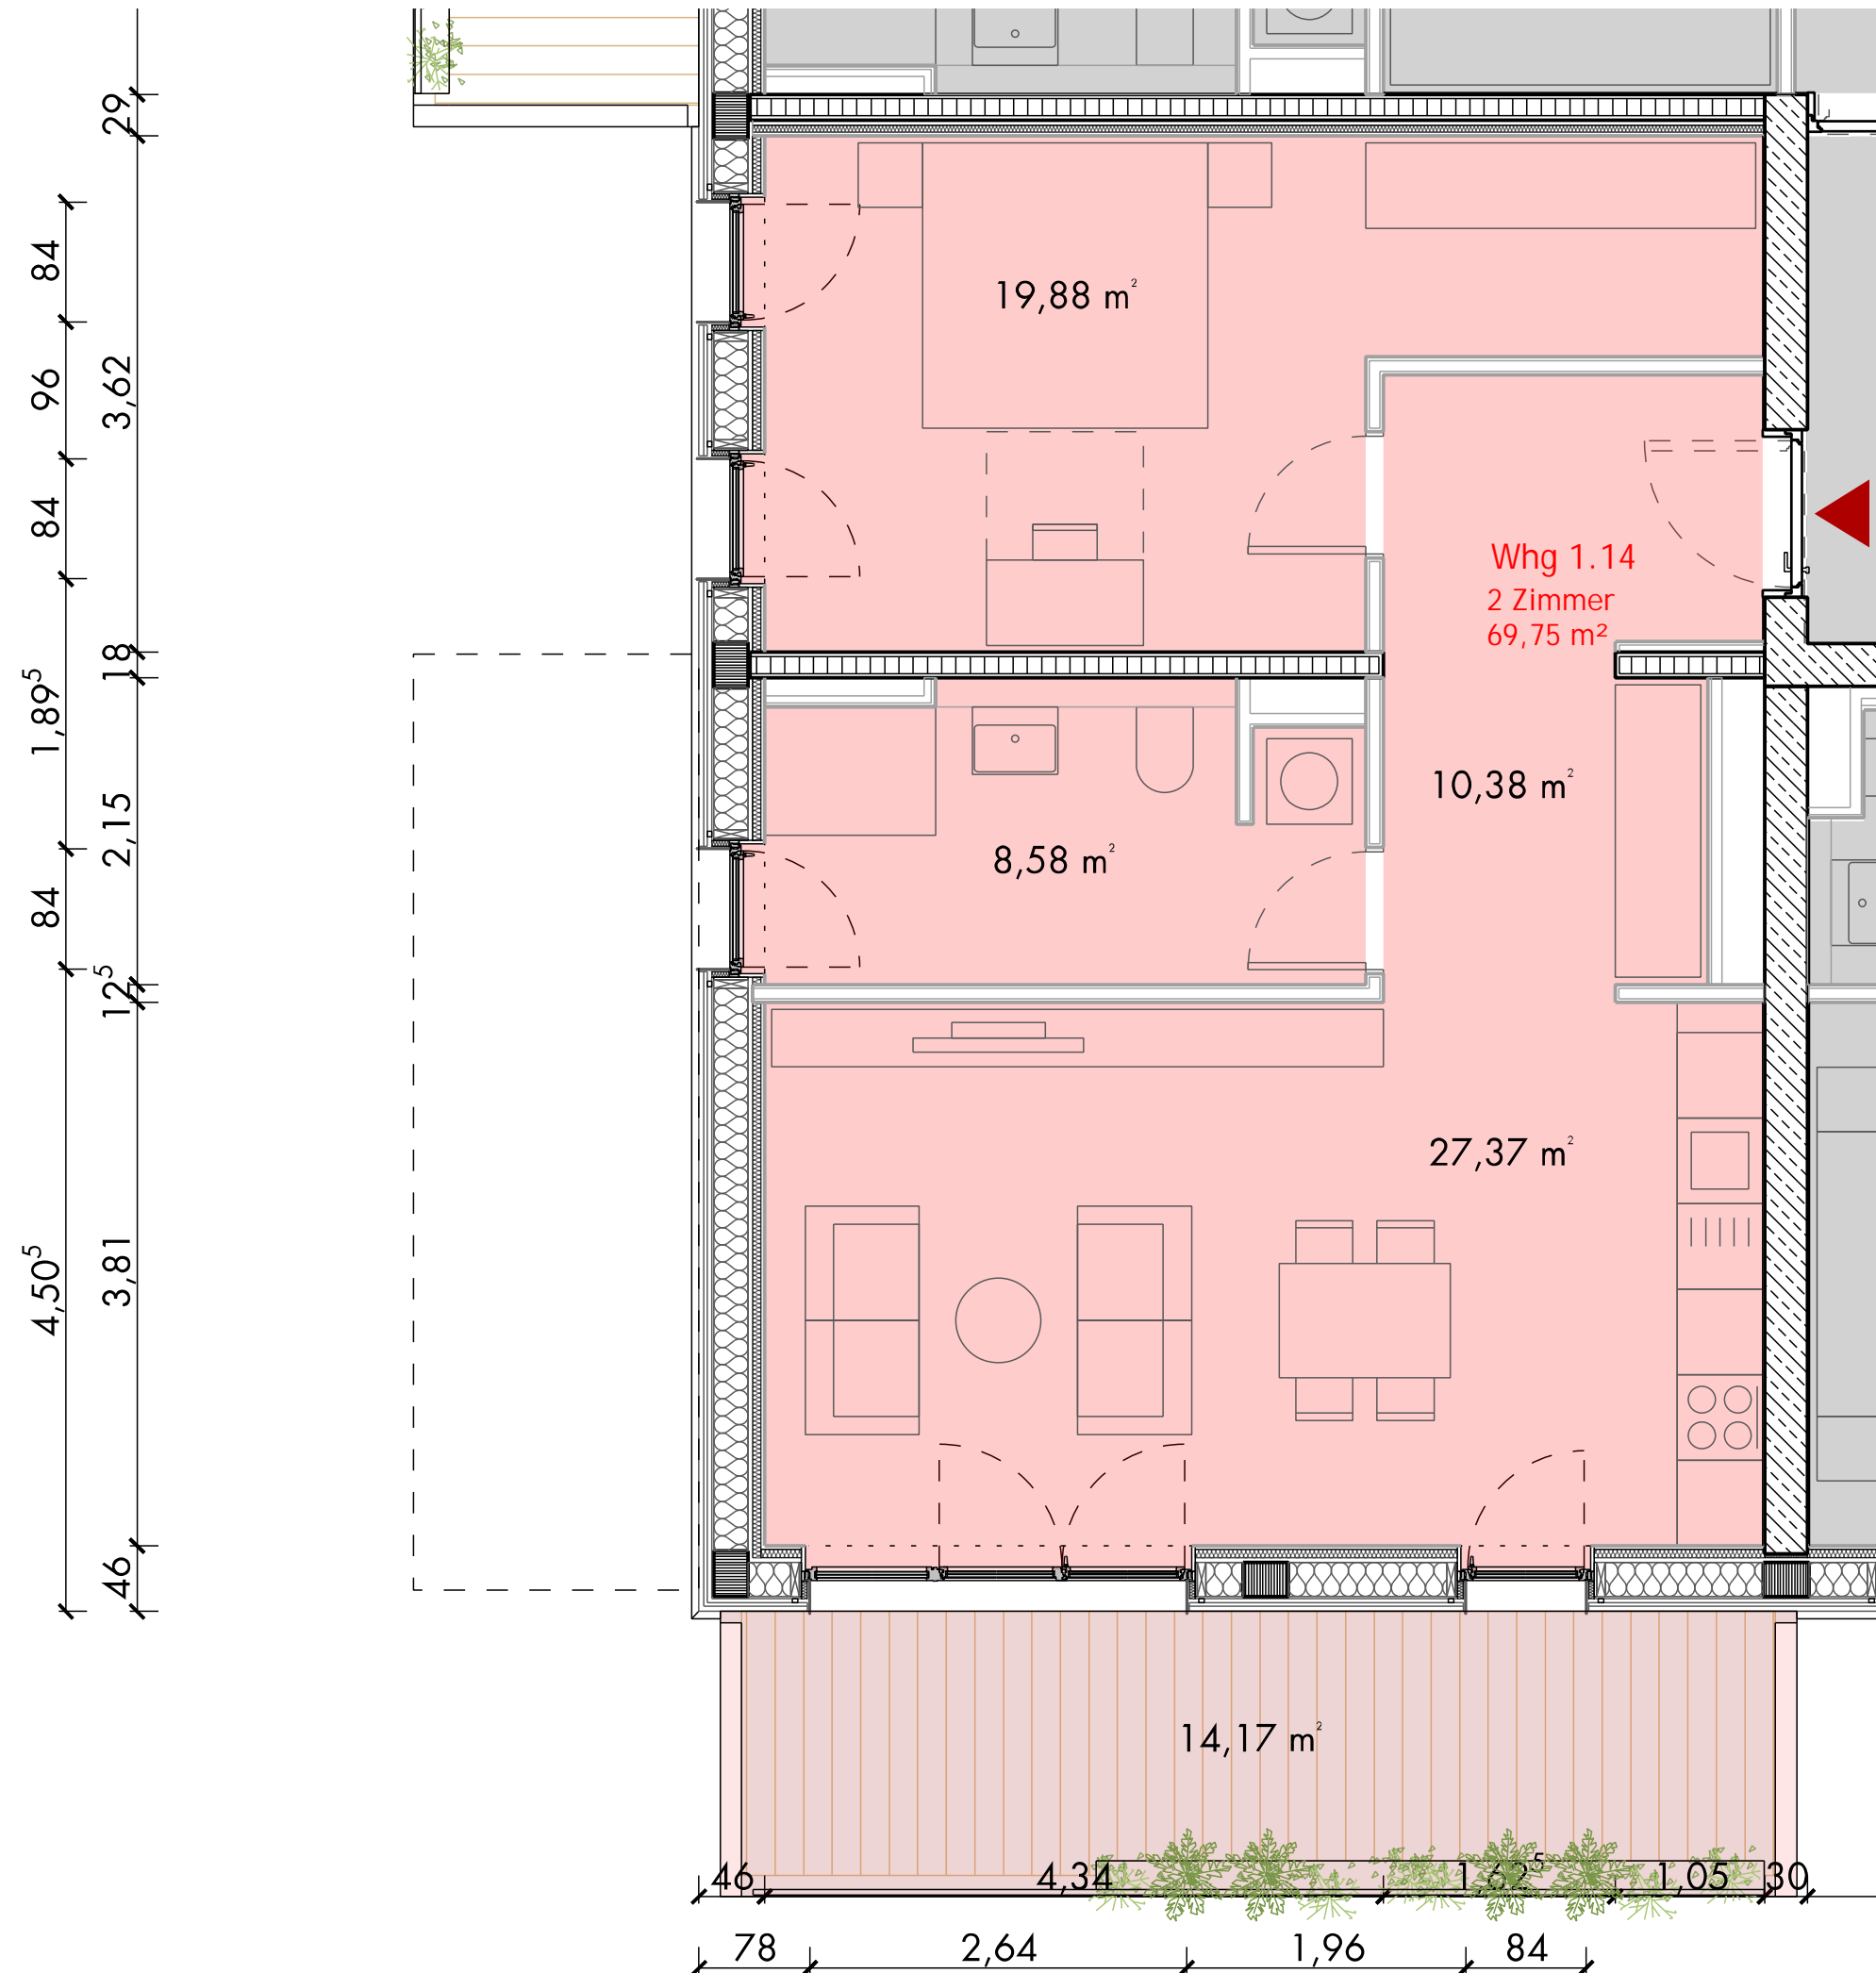 29
84
3,62
96
84
18
1,89⁵
2,15
84
12⁵
4,50⁵
3,81
46
19,88 m²
Whg 1.14
2 Zimmer
69,75 m²
10,38 m²
8,58 m²
27,37 m²
14,17 m²
46 4,34 1,62⁵ 1,05 30
78 2,64 1,96 84